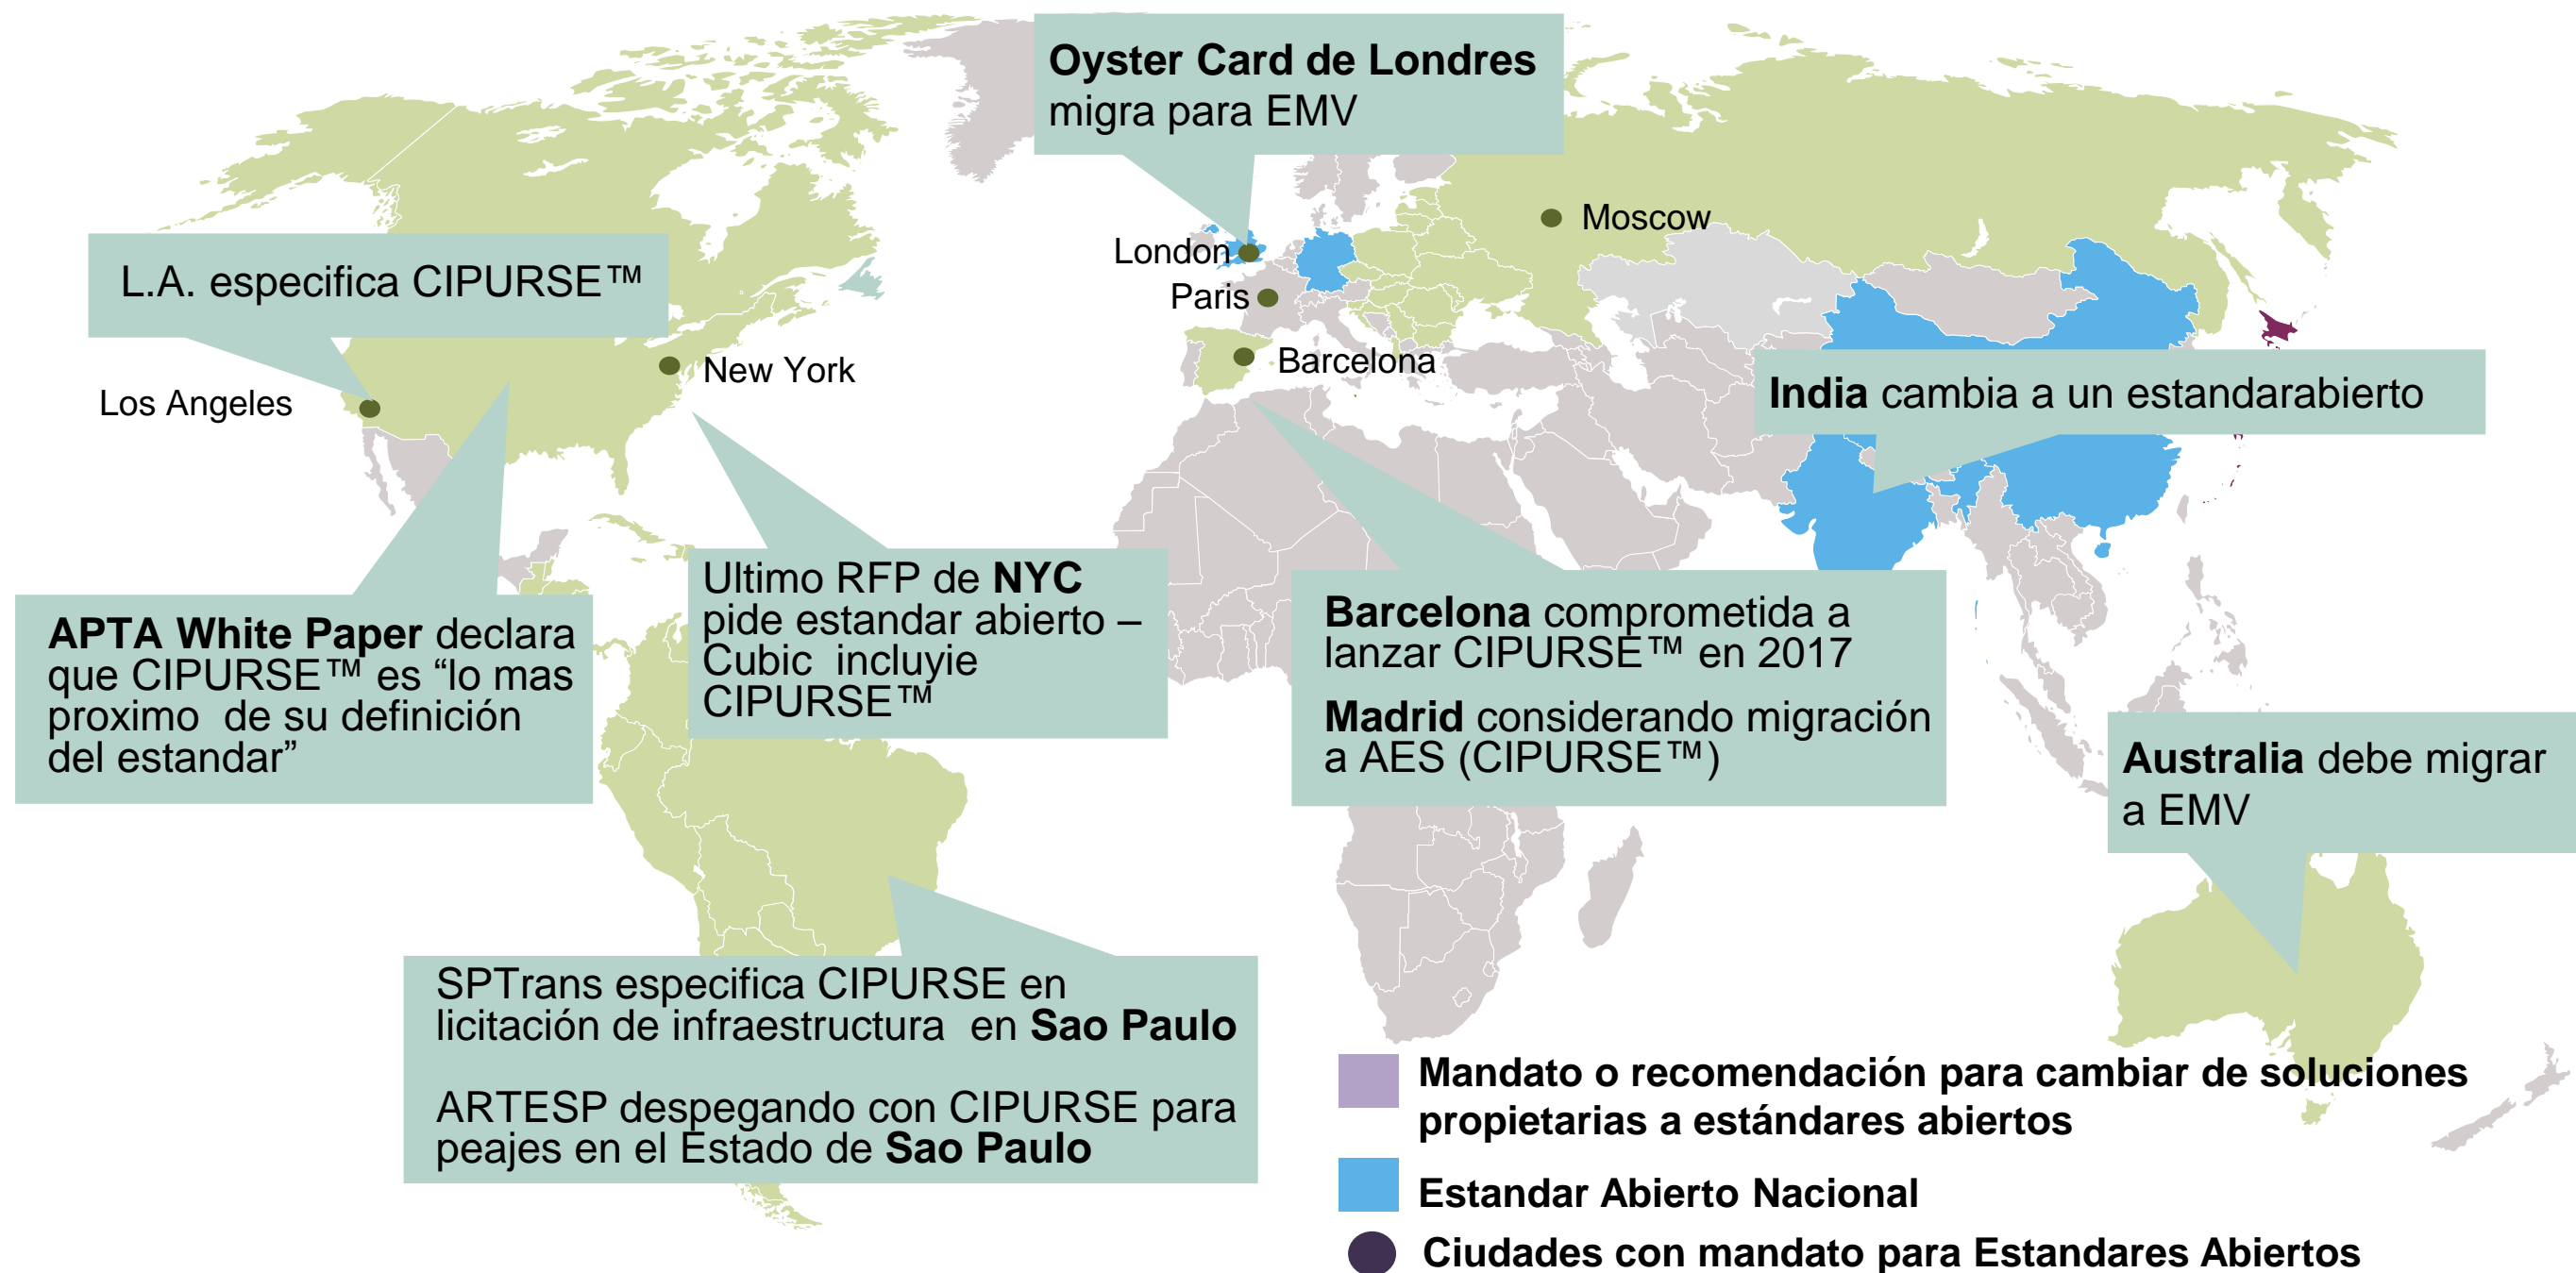 Oyster Card de Londres
migra para EMV
Moscow
London
Paris
Barcelona
L.A. especifica CIPURSE™
New York
Los Angeles
India cambia a un estandarabierto
APTA White Paper declara
que CIPURSE™ es “lo mas
proximo de su definición
del estandar”
Ultimo RFP de NYC
pide estandar abierto –
Cubic incluyie
CIPURSE™
Barcelona comprometida a
lanzar CIPURSE™ en 2017
Madrid considerando migración
a AES (CIPURSE™)
Australia debe migrar
a EMV
SPTrans especifica CIPURSE en
licitación de infraestructura en Sao Paulo
ARTESP despegando con CIPURSE para
peajes en el Estado de Sao Paulo
Mandato o recomendación para cambiar de soluciones
propietarias a estándares abiertos
Estandar Abierto Nacional
Ciudades con mandato para Estandares Abiertos